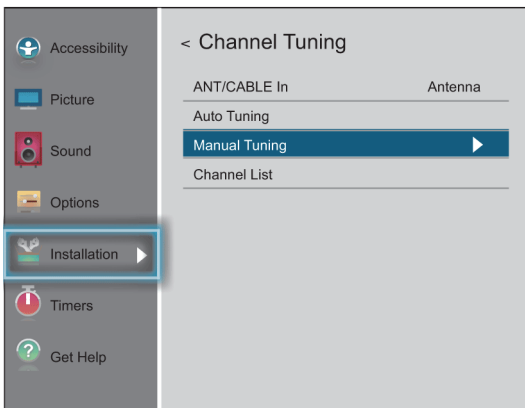 Accessibility
Picture
Sound
Options
Installation
Timers
? Get Help
< Channel Tuning
ANT/CABLE In Antenna
Auto Tuning
Manual Tuning
Channel List